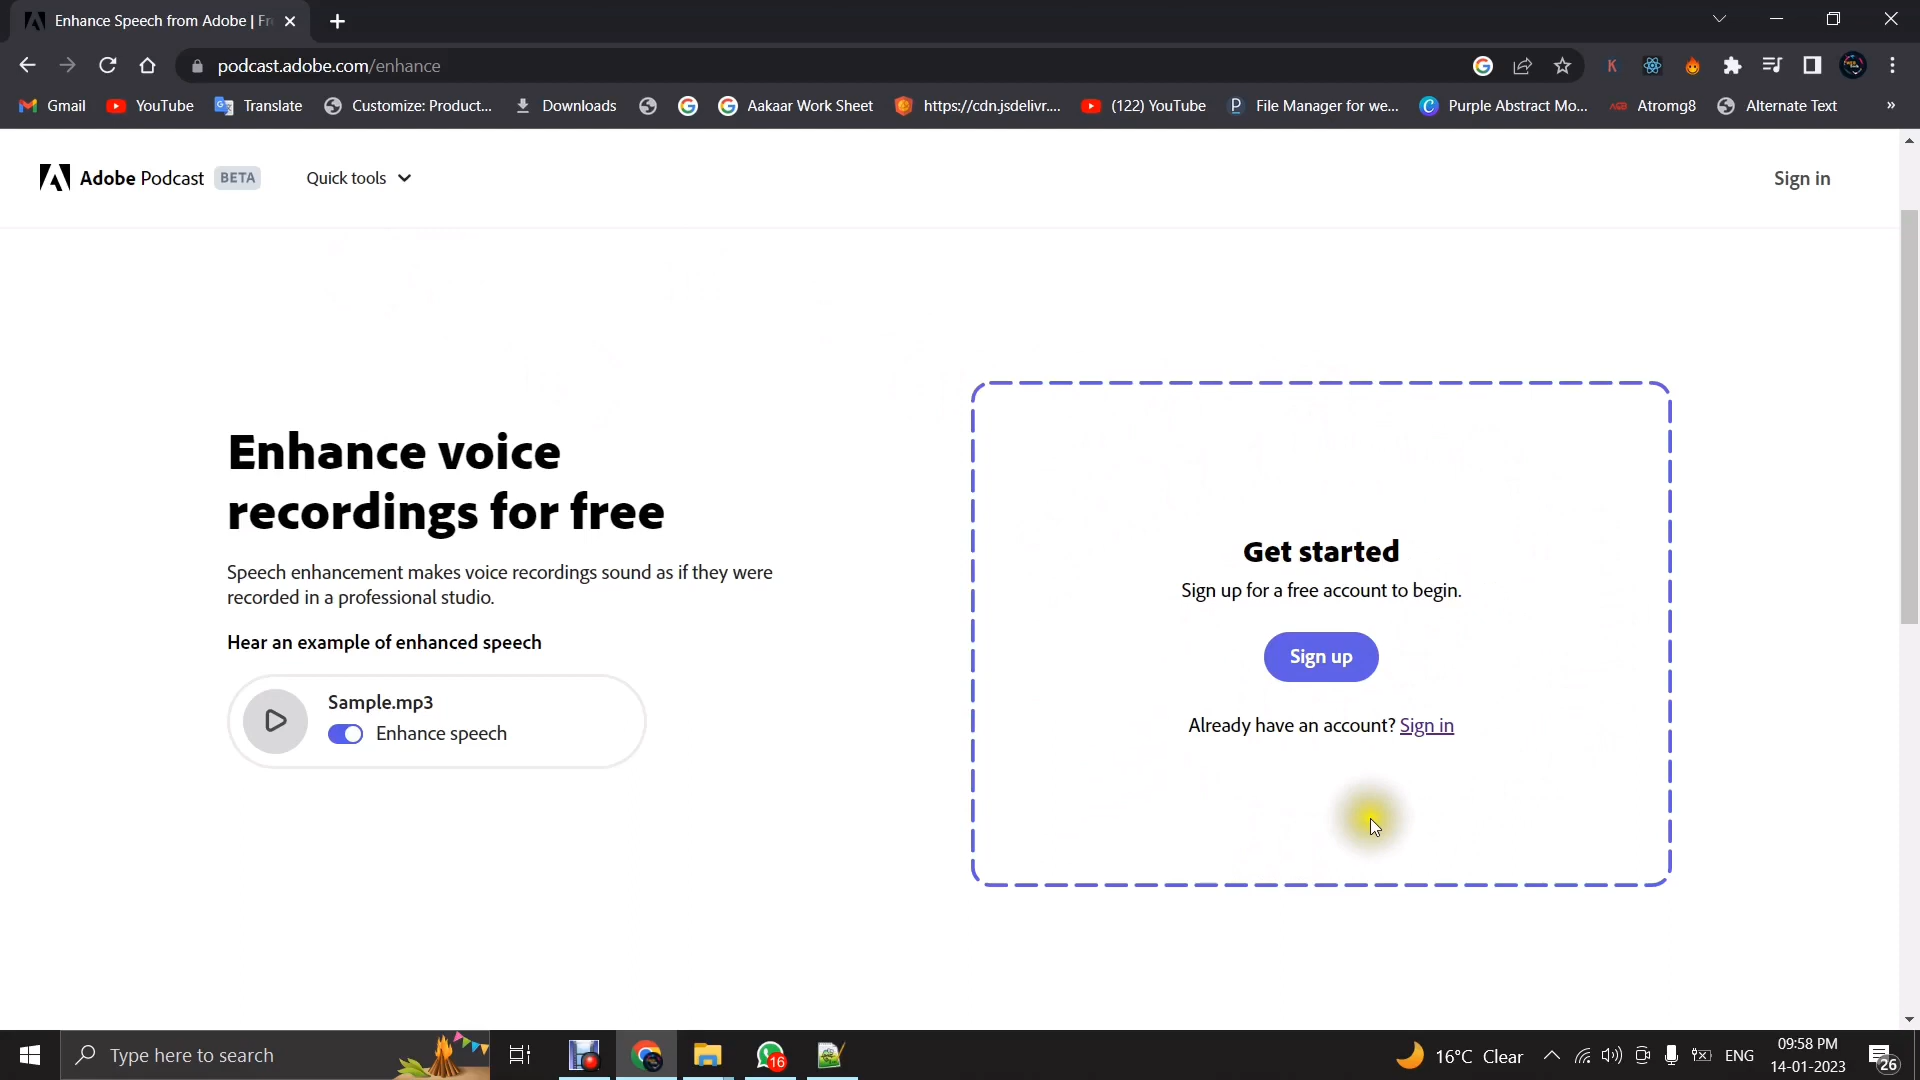 Enhance Speech from Adobe | Fre
podcast.adobe.com/enhance
K
Gmail
YouTube
Translate
Customize: Product...
Downloads
Aakaar Work Sheet
https://cdn.jsdelivr....
(122) YouTube
File Manager for we...
Purple Abstract Mo...
Atromg8
Alternate Text
»
Adobe Podcast BETA
Quick tools
Sign in
Enhance voice
recordings for free
Speech enhancement makes voice recordings sound as if they were
recorded in a professional studio.
Hear an example of enhanced speech
Sample.mp3
Enhance speech
Get started
Sign up for a free account to begin.
Sign up
Already have an account? Sign in
Type here to search
16
16°C Clear
ENG
09:58 PM
14-01-2023
26